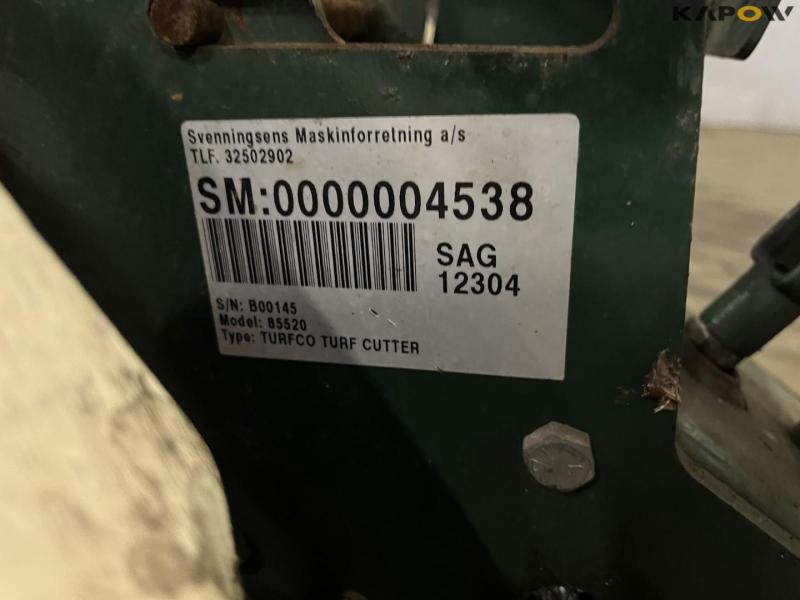 KAPOW
Svenningsens Maskinforretning a/s
TLF. 32502902
SM:0000004538
SAG
12304
S/N: B00145
Model: 85520
Type: TURFCO TURF CUTTER